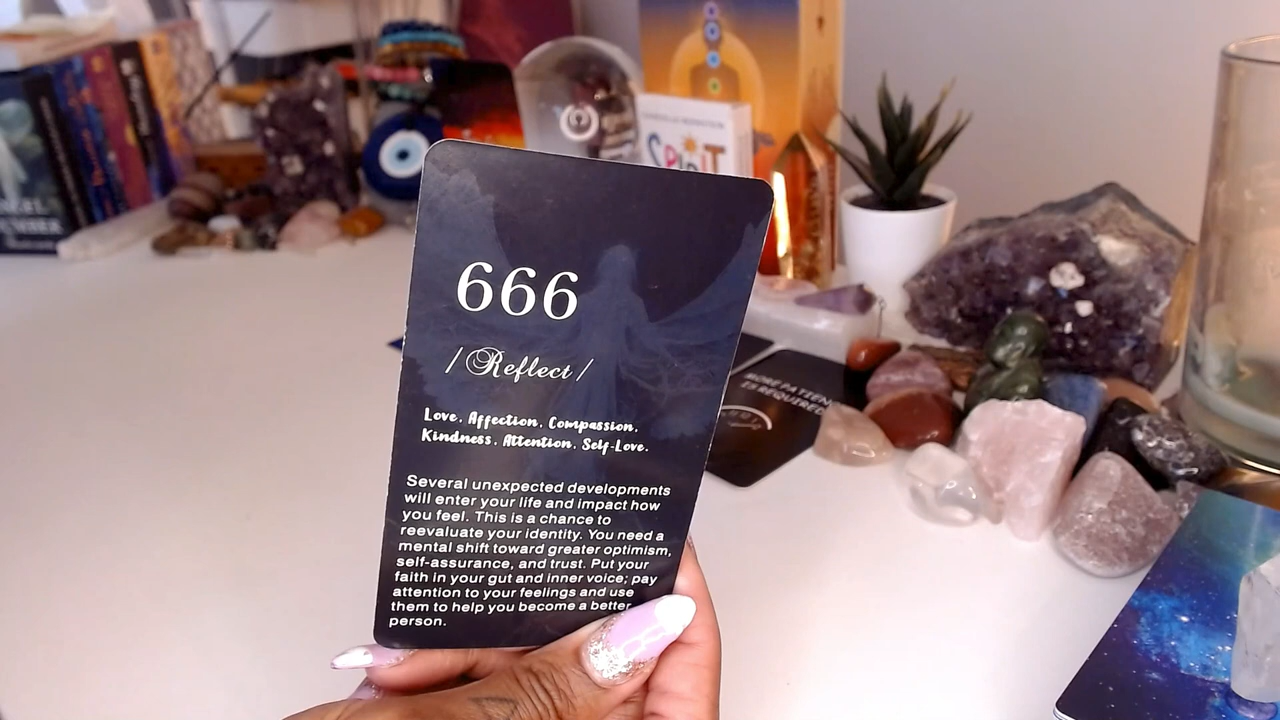 SPiRiT
666
/ Reflect /
Love, Affection, Compassion,
Kindness, Attention, Self-Love.
Several unexpected developments
will enter your life and impact how
you feel. This is a chance to
reevaluate your identity. You need a
mental shift toward greater optimism,
self-assurance, and trust. Put your
faith in your gut and inner voice; pay
attention to your feelings and use
them to help you become a better
person.
MORE
IS REQUIRED